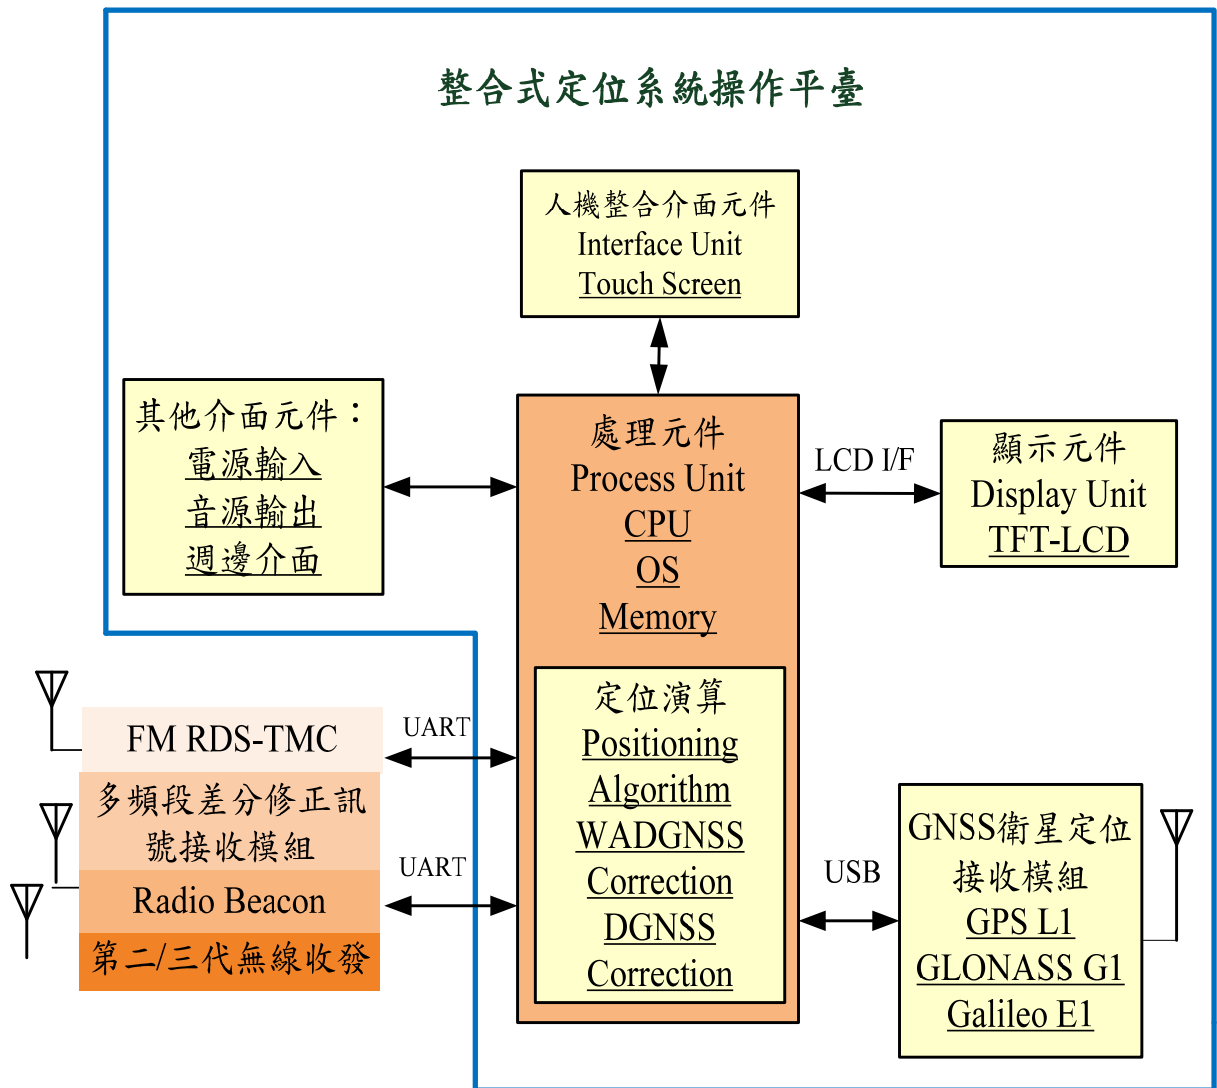 整合式定位系統操作平臺
人機整合介面元件
Interface Unit
Touch Screen
其他介面元件：
電源輸入
音源輸出
週邊介面
處理元件
Process Unit
CPU
OS
Memory
LCD I/F
顯示元件
Display Unit
TFT-LCD
定位演算
Positioning
Algorithm
WADGNSS
Correction
DGNSS
Correction
UART
UART
FM RDS-TMC
多頻段差分修正訊
號接收模組
Radio Beacon
第二/三代無線收發
USB
GNSS衛星定位
接收模組
GPS L1
GLONASS G1
Galileo E1